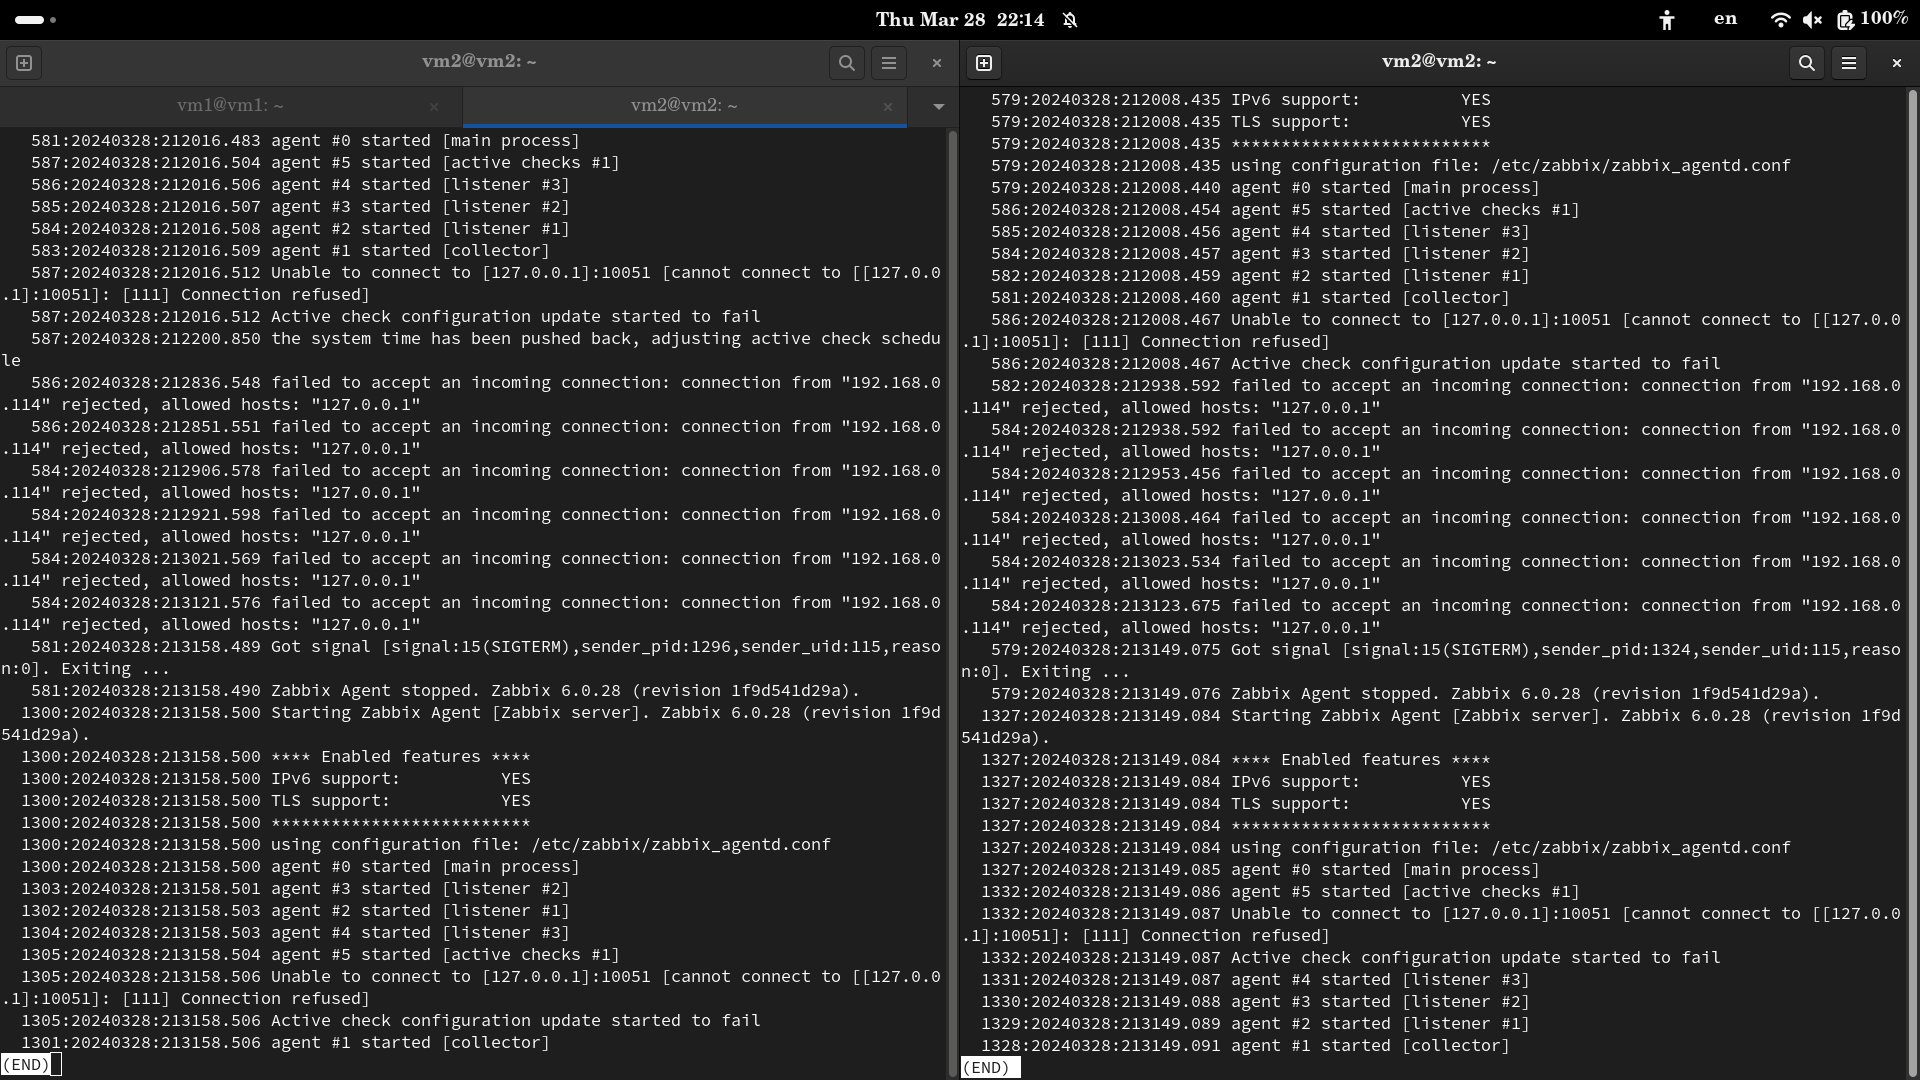 Thu Mar 28  22:14
en
100%
vm2@vm2: ~
vm1@vm1: ~
vm2@vm2: ~
581:20240328:212016.483 agent #0 started [main process]
587:20240328:212016.504 agent #5 started [active checks #1]
586:20240328:212016.506 agent #4 started [listener #3]
585:20240328:212016.507 agent #3 started [listener #2]
584:20240328:212016.508 agent #2 started [listener #1]
583:20240328:212016.509 agent #1 started [collector]
587:20240328:212016.512 Unable to connect to [127.0.0.1]:10051 [cannot connect to [[127.0.0
.1]:10051]: [111] Connection refused]
587:20240328:212016.512 Active check configuration update started to fail
587:20240328:212200.850 the system time has been pushed back, adjusting active check schedu
le
586:20240328:212836.548 failed to accept an incoming connection: connection from "192.168.0
.114" rejected, allowed hosts: "127.0.0.1"
586:20240328:212851.551 failed to accept an incoming connection: connection from "192.168.0
.114" rejected, allowed hosts: "127.0.0.1"
584:20240328:212906.578 failed to accept an incoming connection: connection from "192.168.0
.114" rejected, allowed hosts: "127.0.0.1"
584:20240328:212921.598 failed to accept an incoming connection: connection from "192.168.0
.114" rejected, allowed hosts: "127.0.0.1"
584:20240328:213021.569 failed to accept an incoming connection: connection from "192.168.0
.114" rejected, allowed hosts: "127.0.0.1"
584:20240328:213121.576 failed to accept an incoming connection: connection from "192.168.0
.114" rejected, allowed hosts: "127.0.0.1"
581:20240328:213158.489 Got signal [signal:15(SIGTERM),sender_pid:1296,sender_uid:115,reaso
n:0]. Exiting ...
581:20240328:213158.490 Zabbix Agent stopped. Zabbix 6.0.28 (revision 1f9d541d29a).
1300:20240328:213158.500 Starting Zabbix Agent [Zabbix server]. Zabbix 6.0.28 (revision 1f9d
541d29a).
1300:20240328:213158.500 **** Enabled features ****
1300:20240328:213158.500 IPv6 support:          YES
1300:20240328:213158.500 TLS support:           YES
1300:20240328:213158.500 **************************
1300:20240328:213158.500 using configuration file: /etc/zabbix/zabbix_agentd.conf
1300:20240328:213158.500 agent #0 started [main process]
1303:20240328:213158.501 agent #3 started [listener #2]
1302:20240328:213158.503 agent #2 started [listener #1]
1304:20240328:213158.503 agent #4 started [listener #3]
1305:20240328:213158.504 agent #5 started [active checks #1]
1305:20240328:213158.506 Unable to connect to [127.0.0.1]:10051 [cannot connect to [[127.0.0
.1]:10051]: [111] Connection refused]
1305:20240328:213158.506 Active check configuration update started to fail
1301:20240328:213158.506 agent #1 started [collector]
(END)
vm2@vm2: ~
579:20240328:212008.435 IPv6 support:          YES
579:20240328:212008.435 TLS support:           YES
579:20240328:212008.435 **************************
579:20240328:212008.435 using configuration file: /etc/zabbix/zabbix_agentd.conf
579:20240328:212008.440 agent #0 started [main process]
586:20240328:212008.454 agent #5 started [active checks #1]
585:20240328:212008.456 agent #4 started [listener #3]
584:20240328:212008.457 agent #3 started [listener #2]
582:20240328:212008.459 agent #2 started [listener #1]
581:20240328:212008.460 agent #1 started [collector]
586:20240328:212008.467 Unable to connect to [127.0.0.1]:10051 [cannot connect to [[127.0.0
.1]:10051]: [111] Connection refused]
586:20240328:212008.467 Active check configuration update started to fail
582:20240328:212938.592 failed to accept an incoming connection: connection from "192.168.0
.114" rejected, allowed hosts: "127.0.0.1"
584:20240328:212938.592 failed to accept an incoming connection: connection from "192.168.0
.114" rejected, allowed hosts: "127.0.0.1"
584:20240328:212953.456 failed to accept an incoming connection: connection from "192.168.0
.114" rejected, allowed hosts: "127.0.0.1"
584:20240328:213008.464 failed to accept an incoming connection: connection from "192.168.0
.114" rejected, allowed hosts: "127.0.0.1"
584:20240328:213023.534 failed to accept an incoming connection: connection from "192.168.0
.114" rejected, allowed hosts: "127.0.0.1"
584:20240328:213123.675 failed to accept an incoming connection: connection from "192.168.0
.114" rejected, allowed hosts: "127.0.0.1"
579:20240328:213149.075 Got signal [signal:15(SIGTERM),sender_pid:1324,sender_uid:115,reaso
n:0]. Exiting ...
579:20240328:213149.076 Zabbix Agent stopped. Zabbix 6.0.28 (revision 1f9d541d29a).
1327:20240328:213149.084 Starting Zabbix Agent [Zabbix server]. Zabbix 6.0.28 (revision 1f9d
541d29a).
1327:20240328:213149.084 **** Enabled features ****
1327:20240328:213149.084 IPv6 support:          YES
1327:20240328:213149.084 TLS support:           YES
1327:20240328:213149.084 **************************
1327:20240328:213149.084 using configuration file: /etc/zabbix/zabbix_agentd.conf
1327:20240328:213149.085 agent #0 started [main process]
1332:20240328:213149.086 agent #5 started [active checks #1]
1332:20240328:213149.087 Unable to connect to [127.0.0.1]:10051 [cannot connect to [[127.0.0
.1]:10051]: [111] Connection refused]
1332:20240328:213149.087 Active check configuration update started to fail
1331:20240328:213149.087 agent #4 started [listener #3]
1330:20240328:213149.088 agent #3 started [listener #2]
1329:20240328:213149.089 agent #2 started [listener #1]
1328:20240328:213149.091 agent #1 started [collector]
(END)